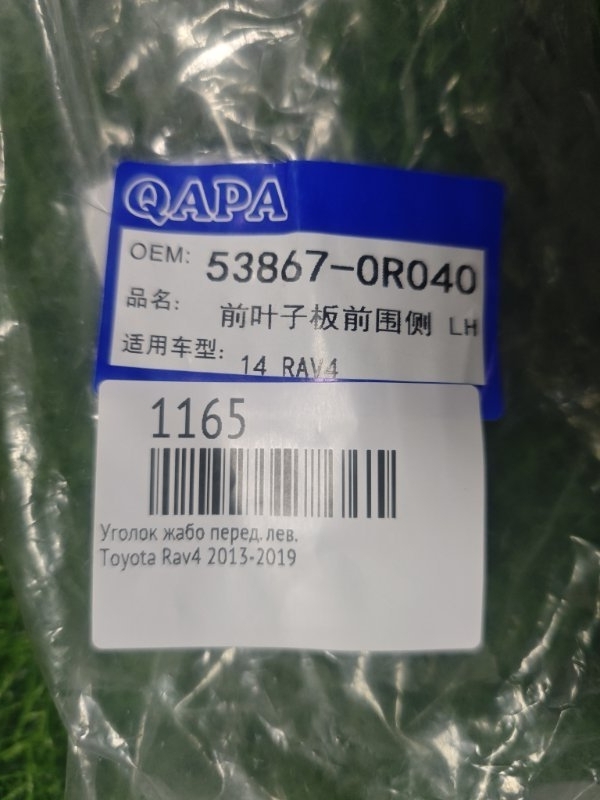 QAPA
OEM: 53867-0R040
品名: 前叶子板前围侧 LH
适用车型: 14 RAV4
1165
Уголок жабо перед. лев.
Toyota Rav4 2013-2019